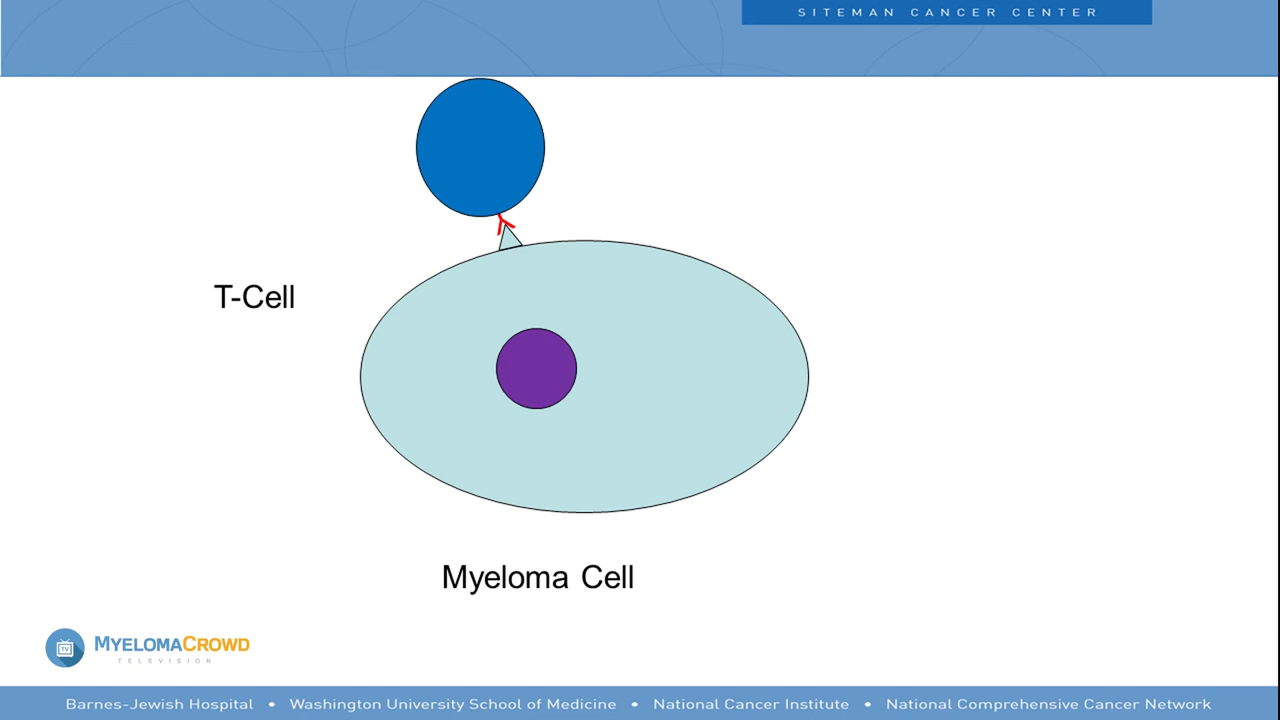 SITEMAN CANCER CENTER
T-Cell
Myeloma Cell
TV
MYELOMACROWD
TELEVISION
Barnes-Jewish Hospital • Washington University School of Medicine • National Cancer Institute • National Comprehensive Cancer Network